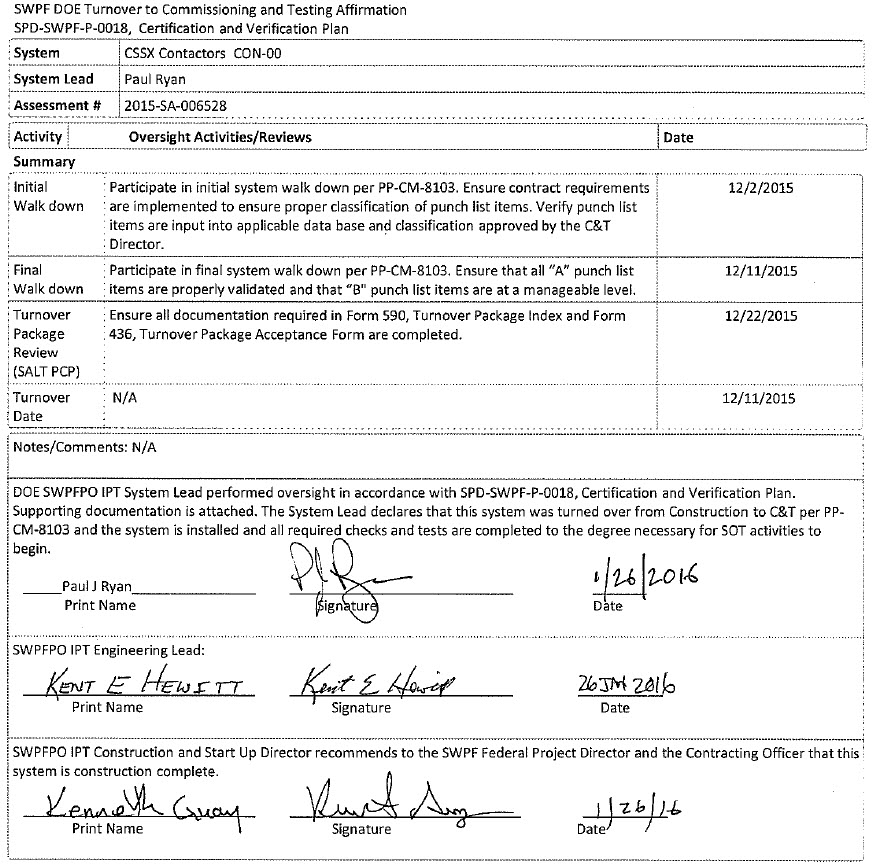 SWPF DOE Turnover to Commissioning and Testing Affirmation
SPD-SWPF-P-0018, Certification and Verification Plan
System CSSX Contactors CON-00
System Lead Paul Ryan
Assessment # 2015-SA-006528
Activity Oversight Activities/Reviews Date
Summary
Initial Walk down
Participate in initial system walk down per PP-CM-8103. Ensure contract requirements
are implemented to ensure proper classification of punch list items. Verify punch list
items are input into applicable data base and classification approved by the C&T
Director.
12/2/2015
Final Walk down
Participate in final system walk down per PP-CM-8103. Ensure that all "A" punch list
items are properly validated and that "B" punch list items are at a manageable level.
12/11/2015
Turnover
Package
Review
(SALT PCP)
Ensure all documentation required in Form 590, Turnover Package Index and Form
436, Turnover Package Acceptance Form are completed.
12/22/2015
Turnover
Date
N/A
12/11/2015
Notes/Comments: N/A
DOE SWPFPO IPT System Lead performed oversight in accordance with SPD-SWPF-P-0018, Certification and Verification Plan.
Supporting documentation is attached. The System Lead declares that this system was turned over from Construction to C&T per PP-
CM-8103 and the system is installed and all required checks and tests are completed to the degree necessary for SOT activities to
begin.
Paul J Ryan 1/26/2016
Print Name Signature Date
SWPFPO IPT Engineering Lead:
KENT E HEWITT Kent E Hewitt 26 JAN 2016
Print Name Signature Date
SWPFPO IPT Construction and Start Up Director recommends to the SWPF Federal Project Director and the Contracting Officer that this
system is construction complete.
Kenneth Guay 1/26/16
Print Name Signature Date